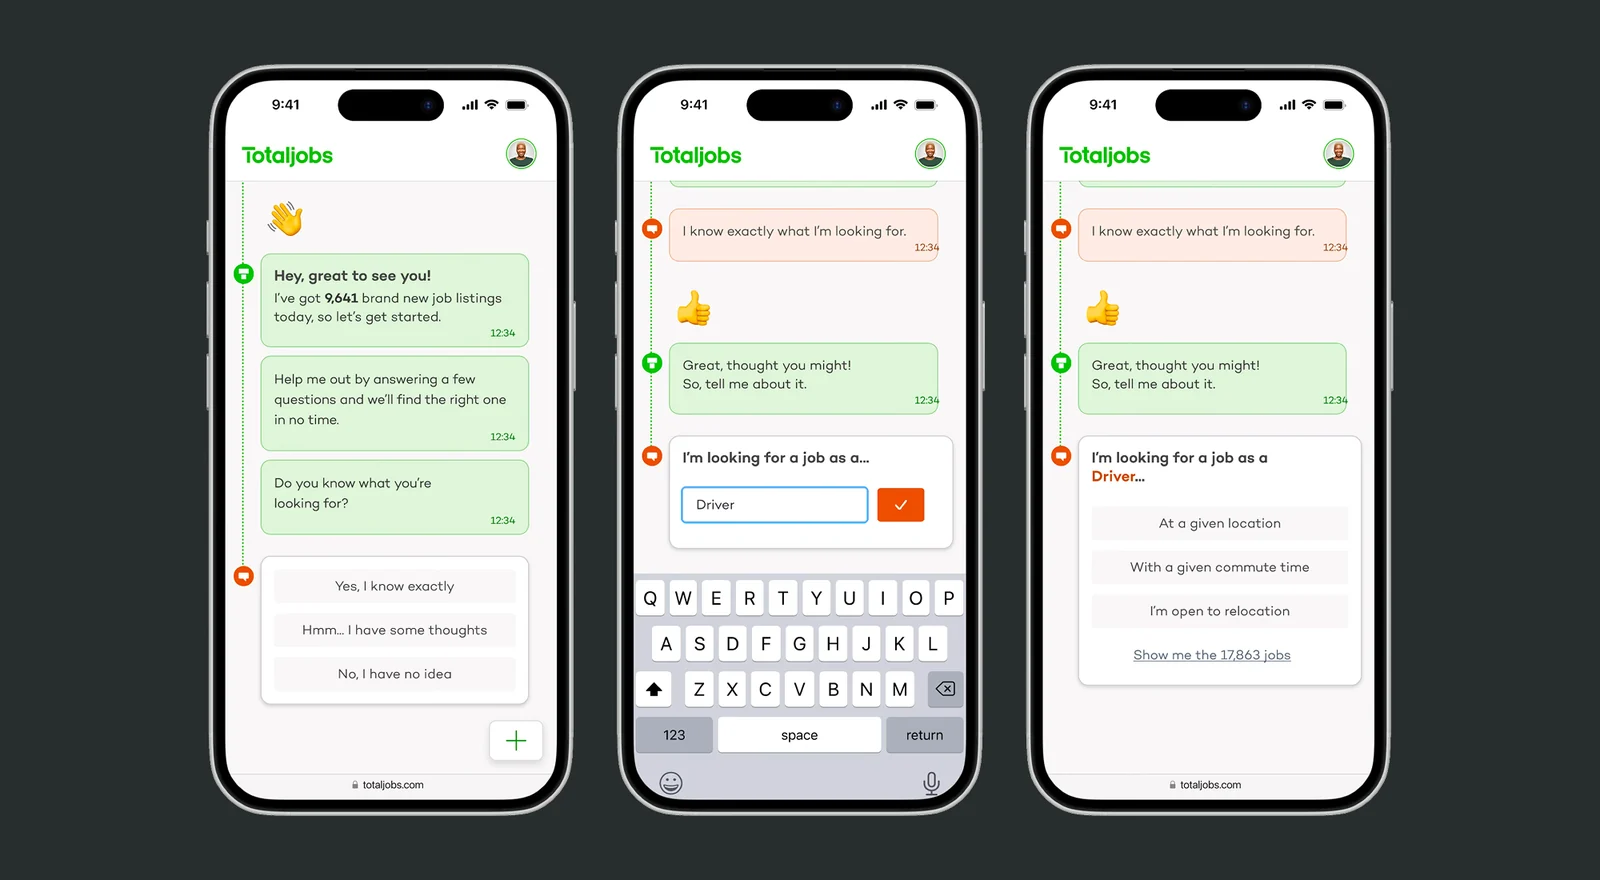 9:41
Totaljobs
Hey, great to see you!
I've got 9,641 brand new job listings
today, so let's get started.
12:34
Help me out by answering a few
questions and we'll find the right one
in no time.
12:34
Do you know what you're
looking for?
12:34
Yes, I know exactly
Hmm... I have some thoughts
No, I have no idea
totaljobs.com
9:41
Totaljobs
I know exactly what I'm looking for.
12:34
Great, thought you might!
So, tell me about it.
12:34
I'm looking for a job as a...
Driver
Q W E R T Y U I O P
A S D F G H J K L
Z X C V B N M
123 space return
9:41
Totaljobs
I know exactly what I'm looking for.
12:34
Great, thought you might!
So, tell me about it.
12:34
I'm looking for a job as a
Driver...
At a given location
With a given commute time
I'm open to relocation
Show me the 17,863 jobs
totaljobs.com